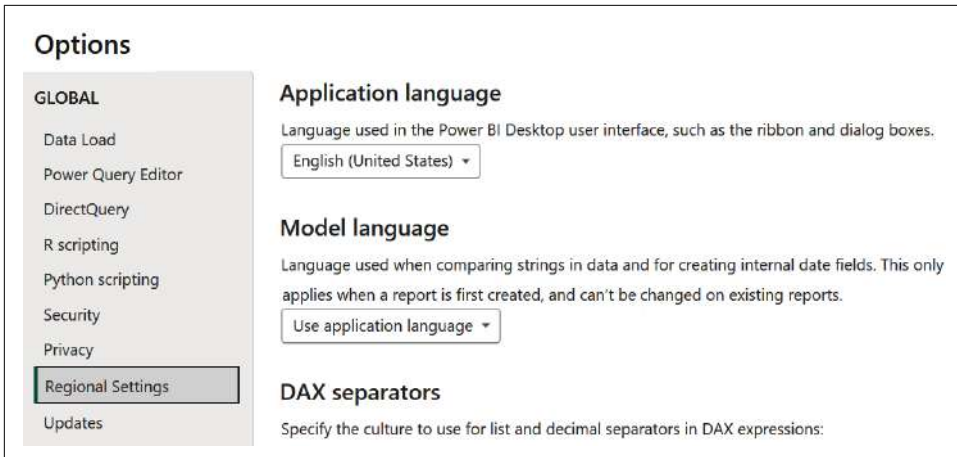 Options
GLOBAL
Data Load
Power Query Editor
DirectQuery
R scripting
Python scripting
Security
Privacy
Regional Settings
Updates
Application language
Language used in the Power BI Desktop user interface, such as the ribbon and dialog boxes.
English (United States)
Model language
Language used when comparing strings in data and for creating internal date fields. This only
applies when a report is first created, and can't be changed on existing reports.
Use application language
DAX separators
Specify the culture to use for list and decimal separators in DAX expressions: